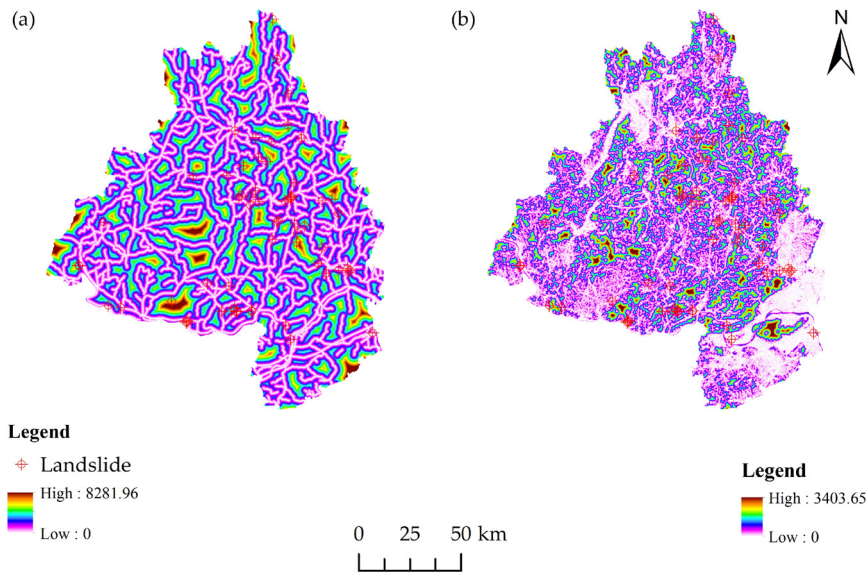 (a)
(b)
N
Legend
Landslide
High : 8281.96
Low : 0
0 25 50 km
Legend
High : 3403.65
Low : 0